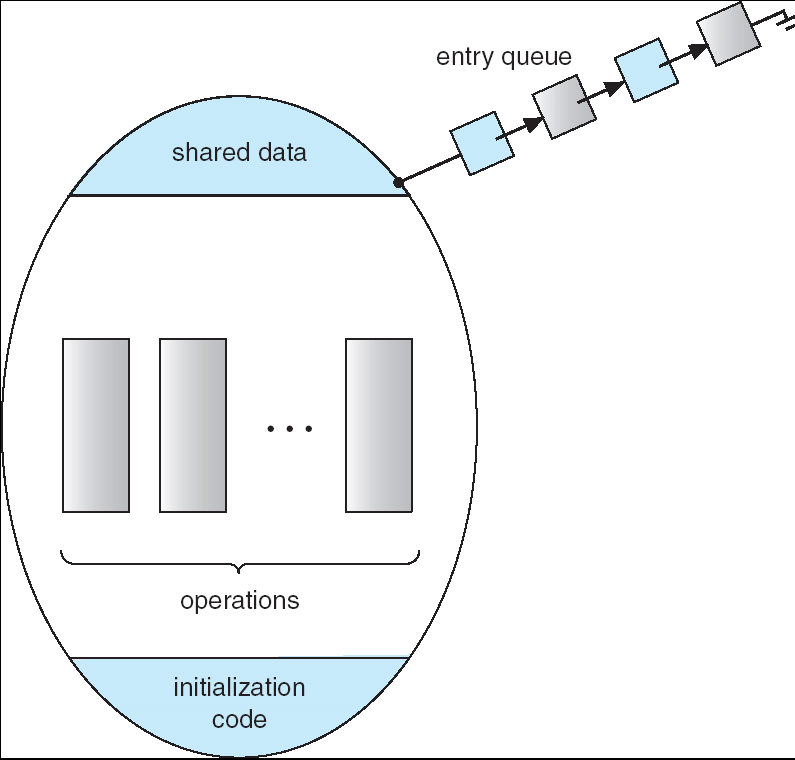 entry queue
shared data
. . .
operations
initialization
code